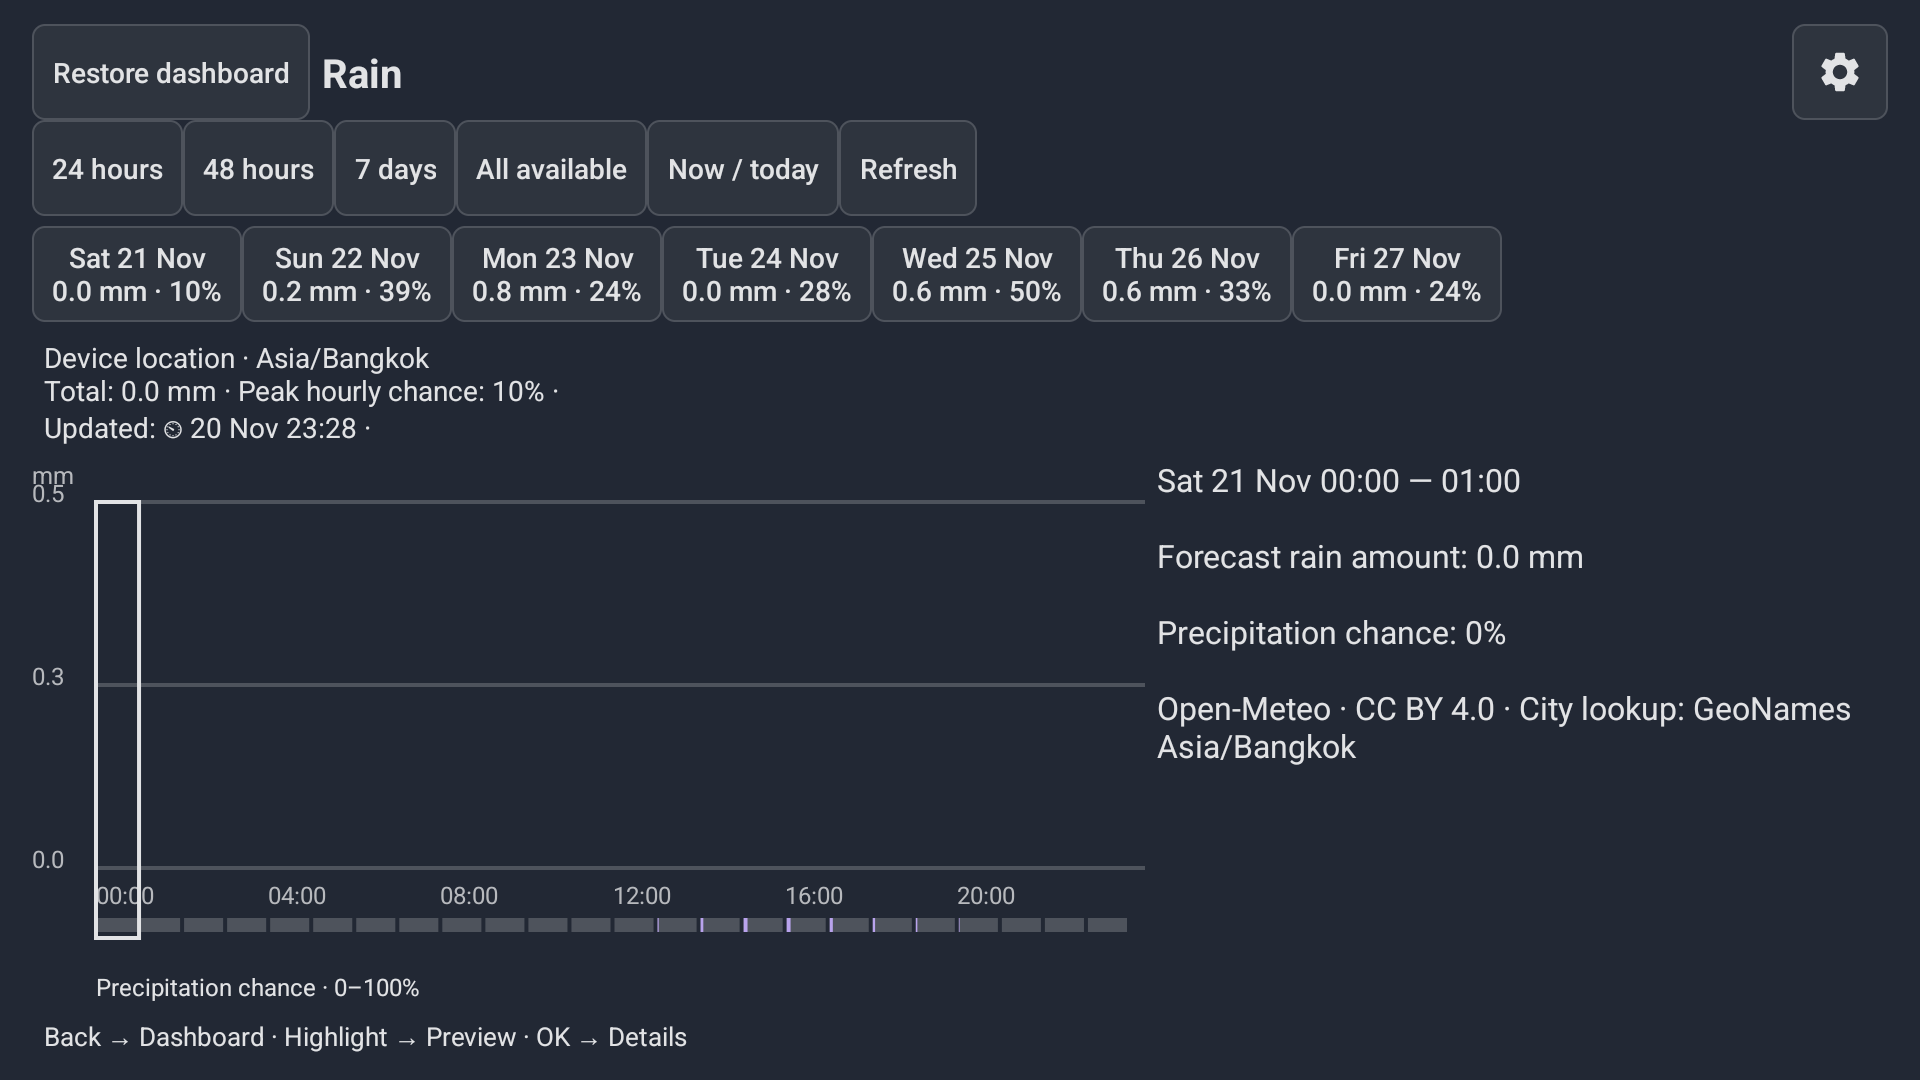 Restore dashboard
Rain
24 hours
48 hours
7 days
All available
Now / today
Refresh
Sat 21 Nov
0.0 mm · 10%
Sun 22 Nov
0.2 mm · 39%
Mon 23 Nov
0.8 mm · 24%
Tue 24 Nov
0.0 mm · 28%
Wed 25 Nov
0.6 mm · 50%
Thu 26 Nov
0.6 mm · 33%
Fri 27 Nov
0.0 mm · 24%
Device location · Asia/Bangkok
Total: 0.0 mm · Peak hourly chance: 10% ·
Updated: ⏲ 20 Nov 23:28 ·
mm
0.5
0.3
0.0
00:00
04:00
08:00
12:00
16:00
20:00
Precipitation chance · 0–100%
Sat 21 Nov 00:00 — 01:00
Forecast rain amount: 0.0 mm
Precipitation chance: 0%
Open-Meteo · CC BY 4.0 · City lookup: GeoNames
Asia/Bangkok
Back → Dashboard · Highlight → Preview · OK → Details